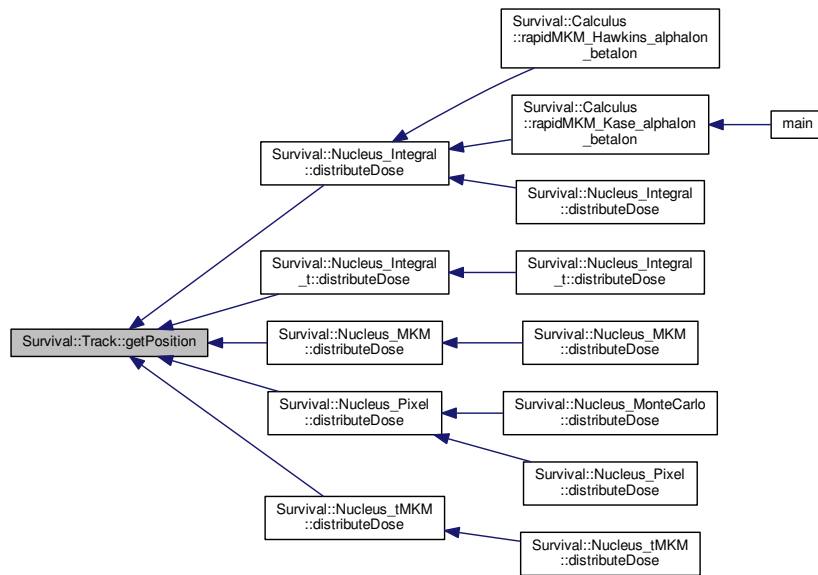 Survival::Calculus
::rapidMKM_Hawkins_alphaIon
_betaIon
Survival::Calculus
::rapidMKM_Kase_alphaIon
_betaIon
main
Survival::Nucleus_Integral
::distributeDose
Survival::Nucleus_Integral
::distributeDose
Survival::Nucleus_Integral
_t::distributeDose
Survival::Nucleus_Integral
_t::distributeDose
Survival::Track::getPosition
Survival::Nucleus_MKM
::distributeDose
Survival::Nucleus_MKM
::distributeDose
Survival::Nucleus_Pixel
::distributeDose
Survival::Nucleus_MonteCarlo
::distributeDose
Survival::Nucleus_Pixel
::distributeDose
Survival::Nucleus_tMKM
::distributeDose
Survival::Nucleus_tMKM
::distributeDose